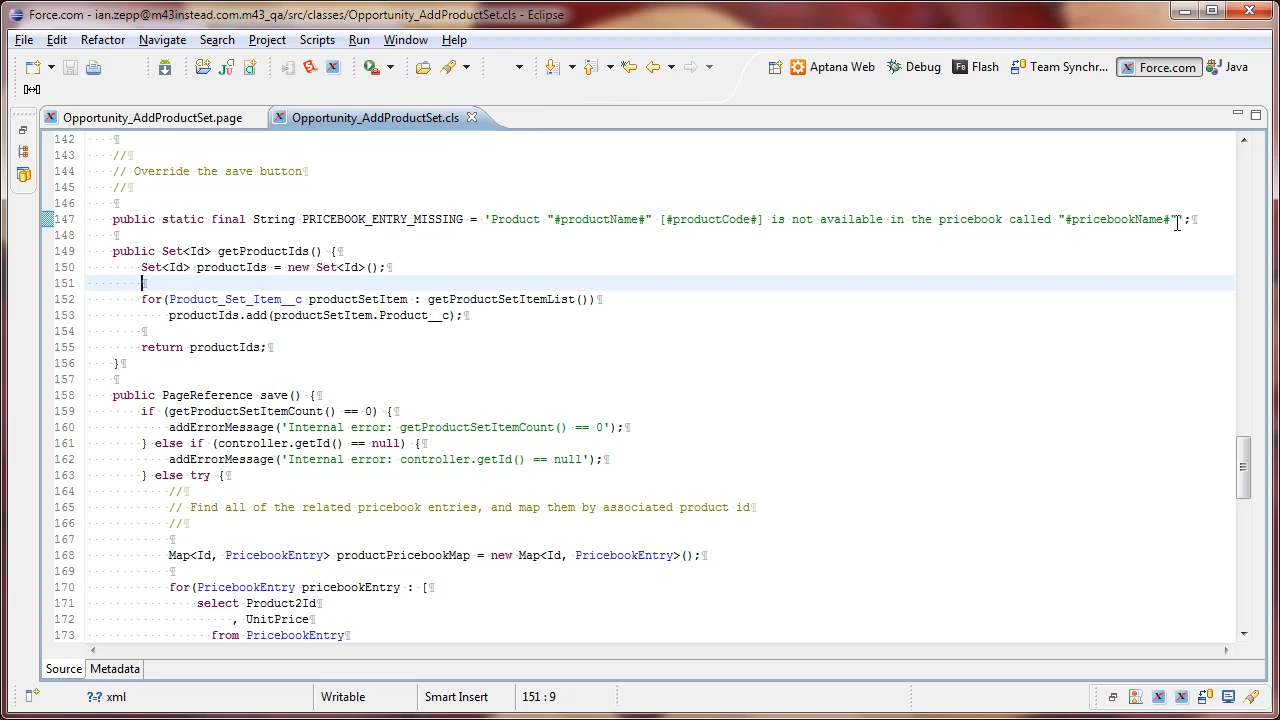 Force.com - ian.zepp@m43instead.com.m43_qa/src/classes/Opportunity_AddProductSet.cls - Eclipse
File Edit Refactor Navigate Search Project Scripts Run Window Help
Aptana Web Debug Flash Team Synchr... Force.com Java
Opportunity_AddProductSet.page Opportunity_AddProductSet.cls
142
143 //
144 // Override the save button
145 //
146
147 public static final String PRICEBOOK_ENTRY_MISSING = 'Product "#productName#" [#productCode#] is not available in the pricebook called "#pricebookName#"';
148
149 public Set<Id> getProductIds() {
150 Set<Id> productIds = new Set<Id>();
151
152 for(Product_Set_Item__c productSetItem : getProductSetItemList())
153 productIds.add(productSetItem.Product__c);
154
155 return productIds;
156 }
157
158 public PageReference save() {
159 if (getProductSetItemCount() == 0) {
160 addErrorMessage('Internal error: getProductSetItemCount() == 0');
161 } else if (controller.getId() == null) {
162 addErrorMessage('Internal error: controller.getId() == null');
163 } else try {
164 //
165 // Find all of the related pricebook entries, and map them by associated product id
166 //
167
168 Map<Id, PricebookEntry> productPricebookMap = new Map<Id, PricebookEntry>();
169
170 for(PricebookEntry pricebookEntry : [
171 select Product2Id
172 , UnitPrice
173 from PricebookEntry
Source Metadata
xml Writable Smart Insert 151 : 9